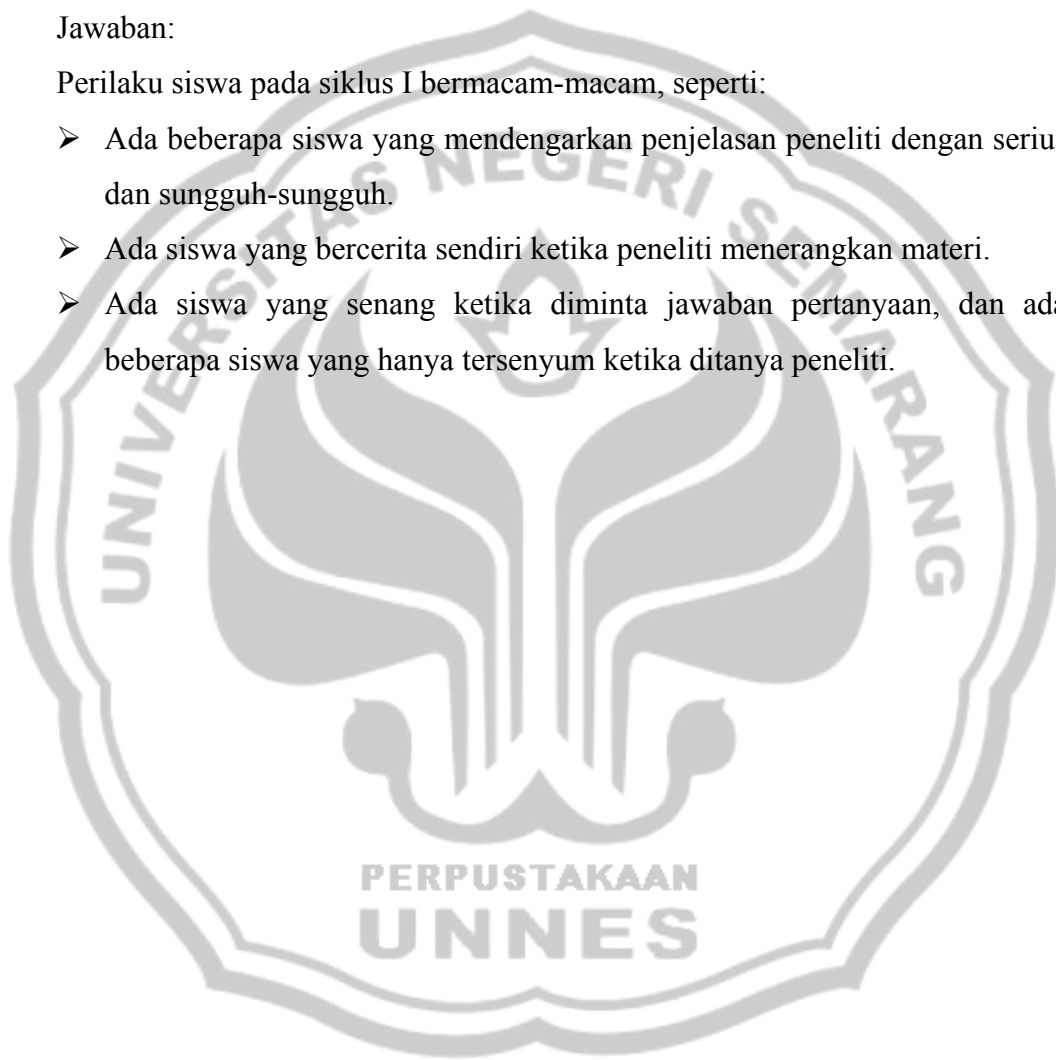 Jawaban:
Perilaku siswa pada siklus I bermacam-macam, seperti:
➢ Ada beberapa siswa yang mendengarkan penjelasan peneliti dengan seriu
dan sungguh-sungguh.
➢ Ada siswa yang bercerita sendiri ketika peneliti menerangkan materi.
➢ Ada siswa yang senang ketika diminta jawaban pertanyaan, dan ada
beberapa siswa yang hanya tersenyum ketika ditanya peneliti.
UNIVERSITAS NEGERI SEMARANG
PERPUSTAKAAN
UNNES